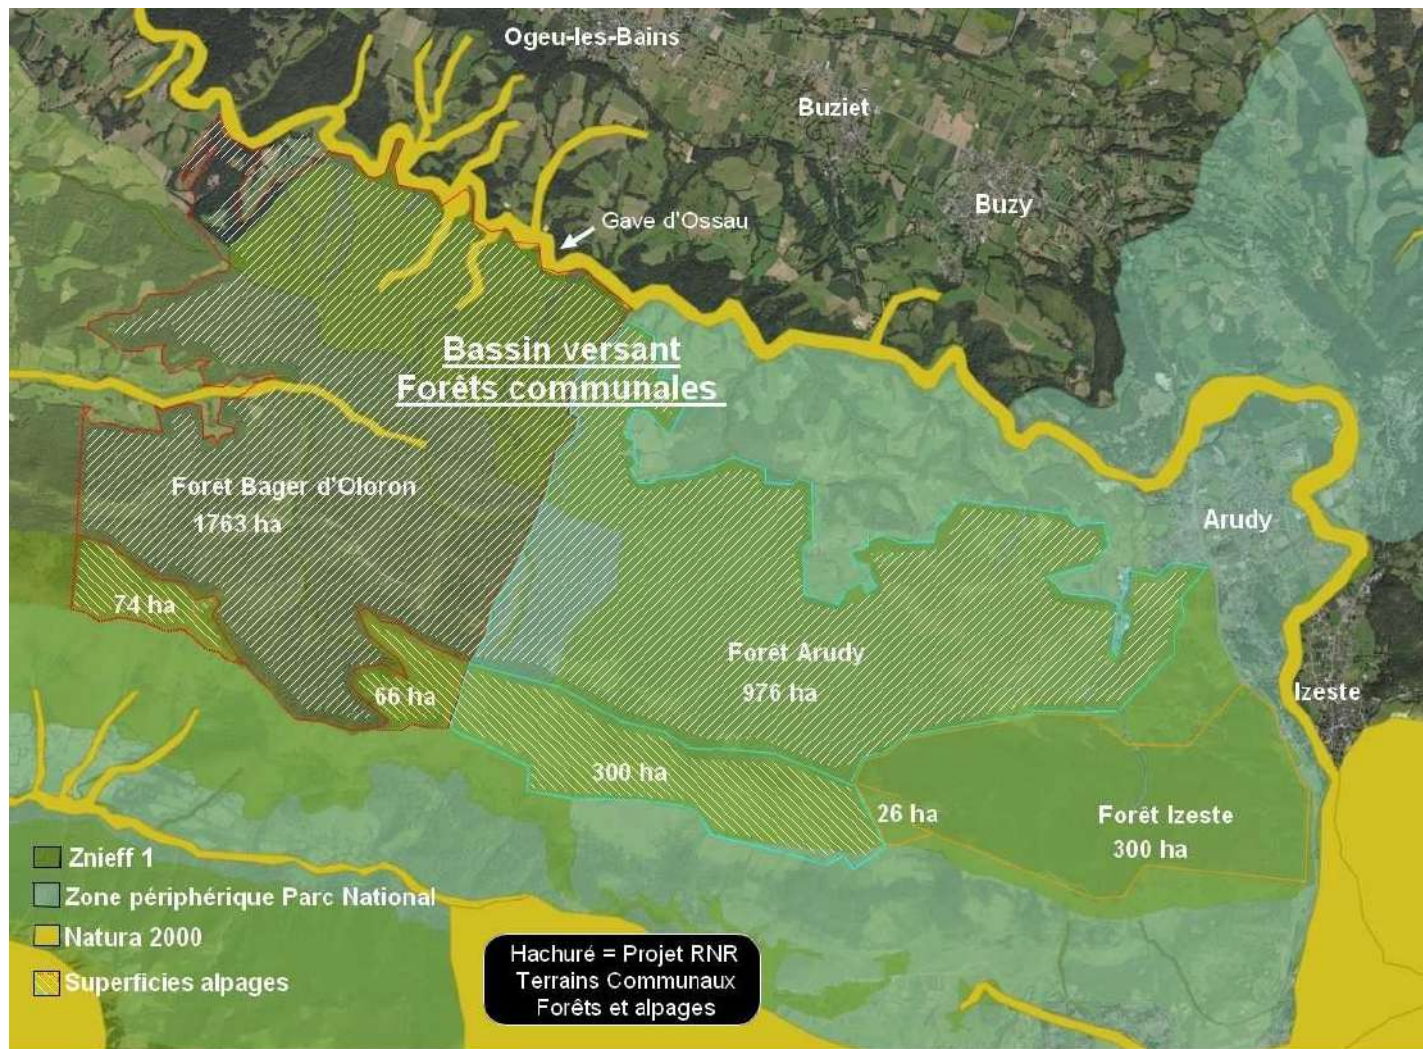 Ogeu-les-Bains
Buziet
Buzy
Gave d'Ossau
Bassin versant
Forêts communales
Forêt Bager d'Oloron
1763 ha
Arudy
74 ha
Forêt Arudy
976 ha
66 ha
Izeste
300 ha
26 ha
Forêt Izeste
300 ha
Znieff 1
Zone périphérique Parc National
Natura 2000
Superficies alpages
Hachuré = Projet RNR
Terrains Communaux
Forêts et alpages